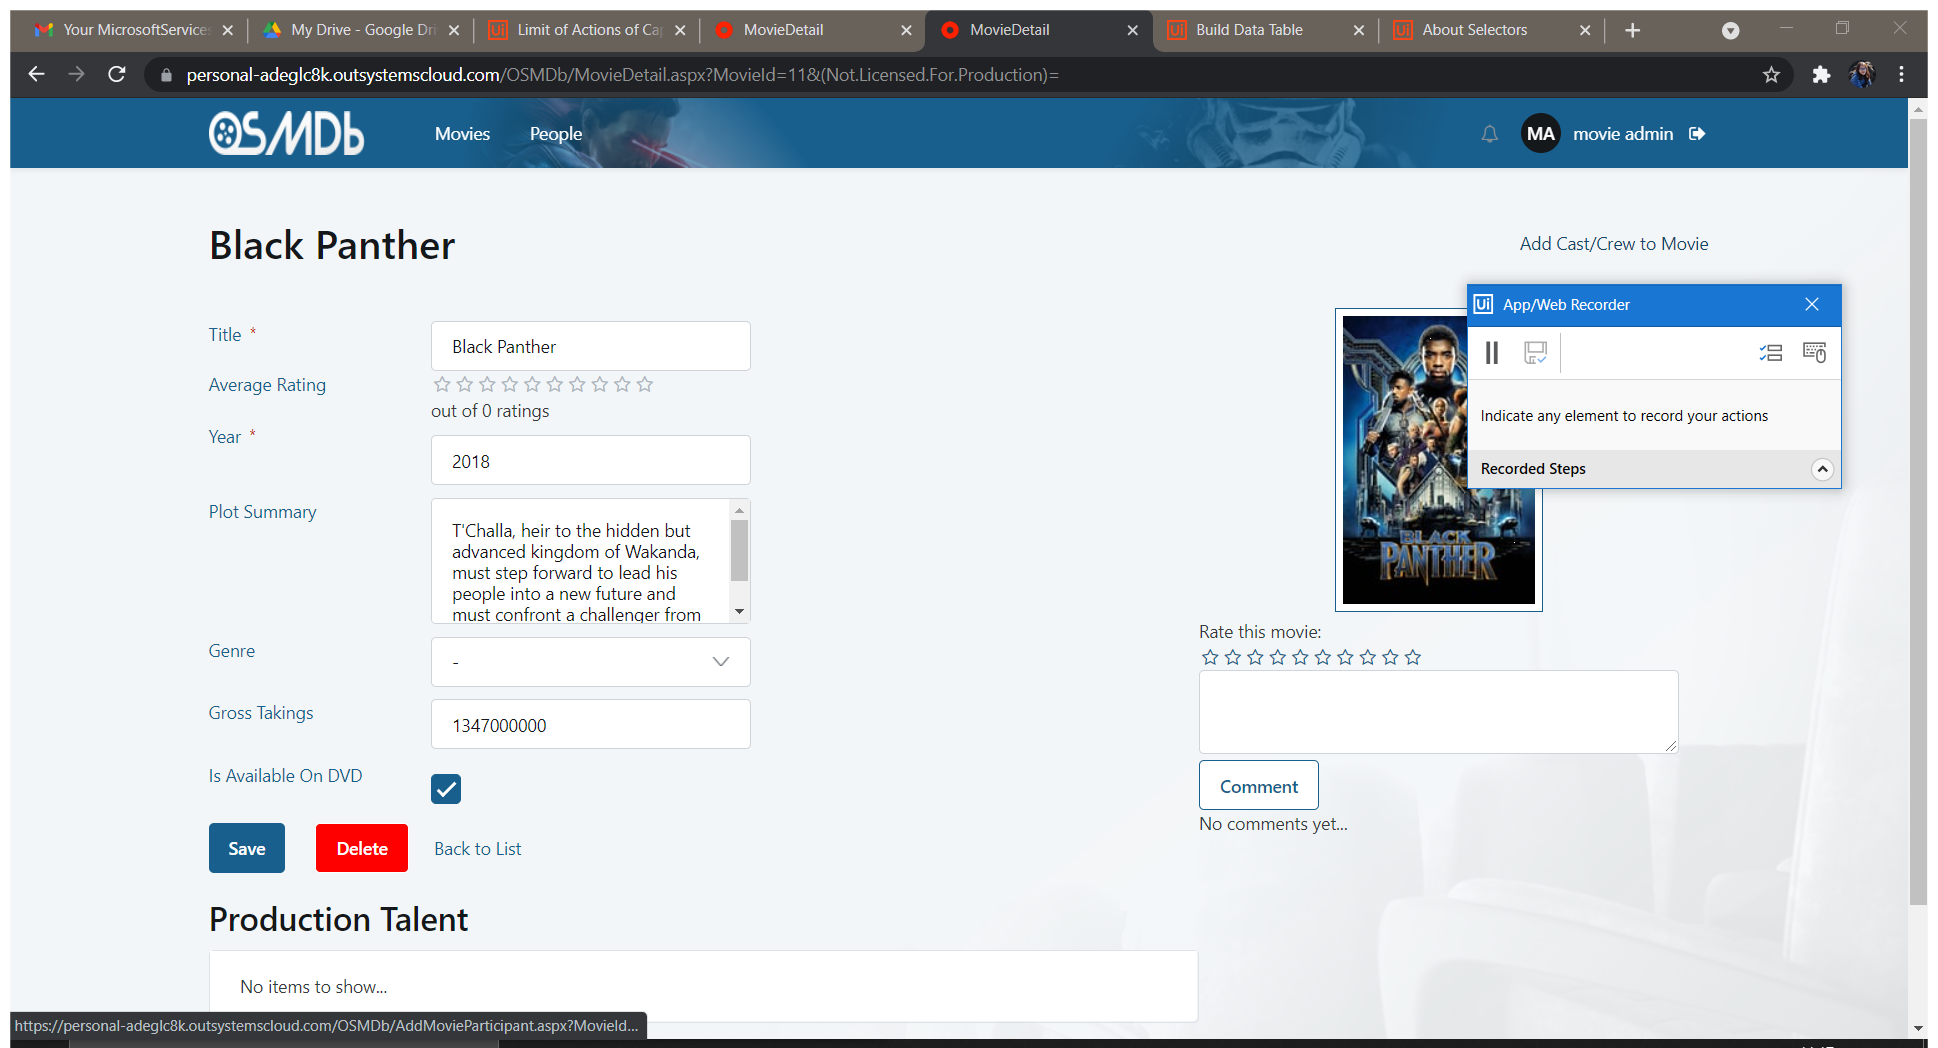 Your MicrosoftServices
My Drive - Google Dri
Limit of Actions of Ca
MovieDetail
MovieDetail
Build Data Table
About Selectors
personal-adeglc8k.outsystemscloud.com/OSMDb/MovieDetail.aspx?MovieId=11&(Not.Licensed.For.Production)=
OSMDb
Movies
People
MA
movie admin
Black Panther
Add Cast/Crew to Movie
Ui App/Web Recorder
Indicate any element to record your actions
Recorded Steps
Title *
Black Panther
Average Rating
out of 0 ratings
Year *
2018
Plot Summary
T'Challa, heir to the hidden but
advanced kingdom of Wakanda,
must step forward to lead his
people into a new future and
must confront a challenger from
Genre
-
Gross Takings
1347000000
Is Available On DVD
Save
Delete
Back to List
BLACK
PANTHER
Rate this movie:
Comment
No comments yet...
Production Talent
No items to show...
https://personal-adeglc8k.outsystemscloud.com/OSMDb/AddMovieParticipant.aspx?MovieId...